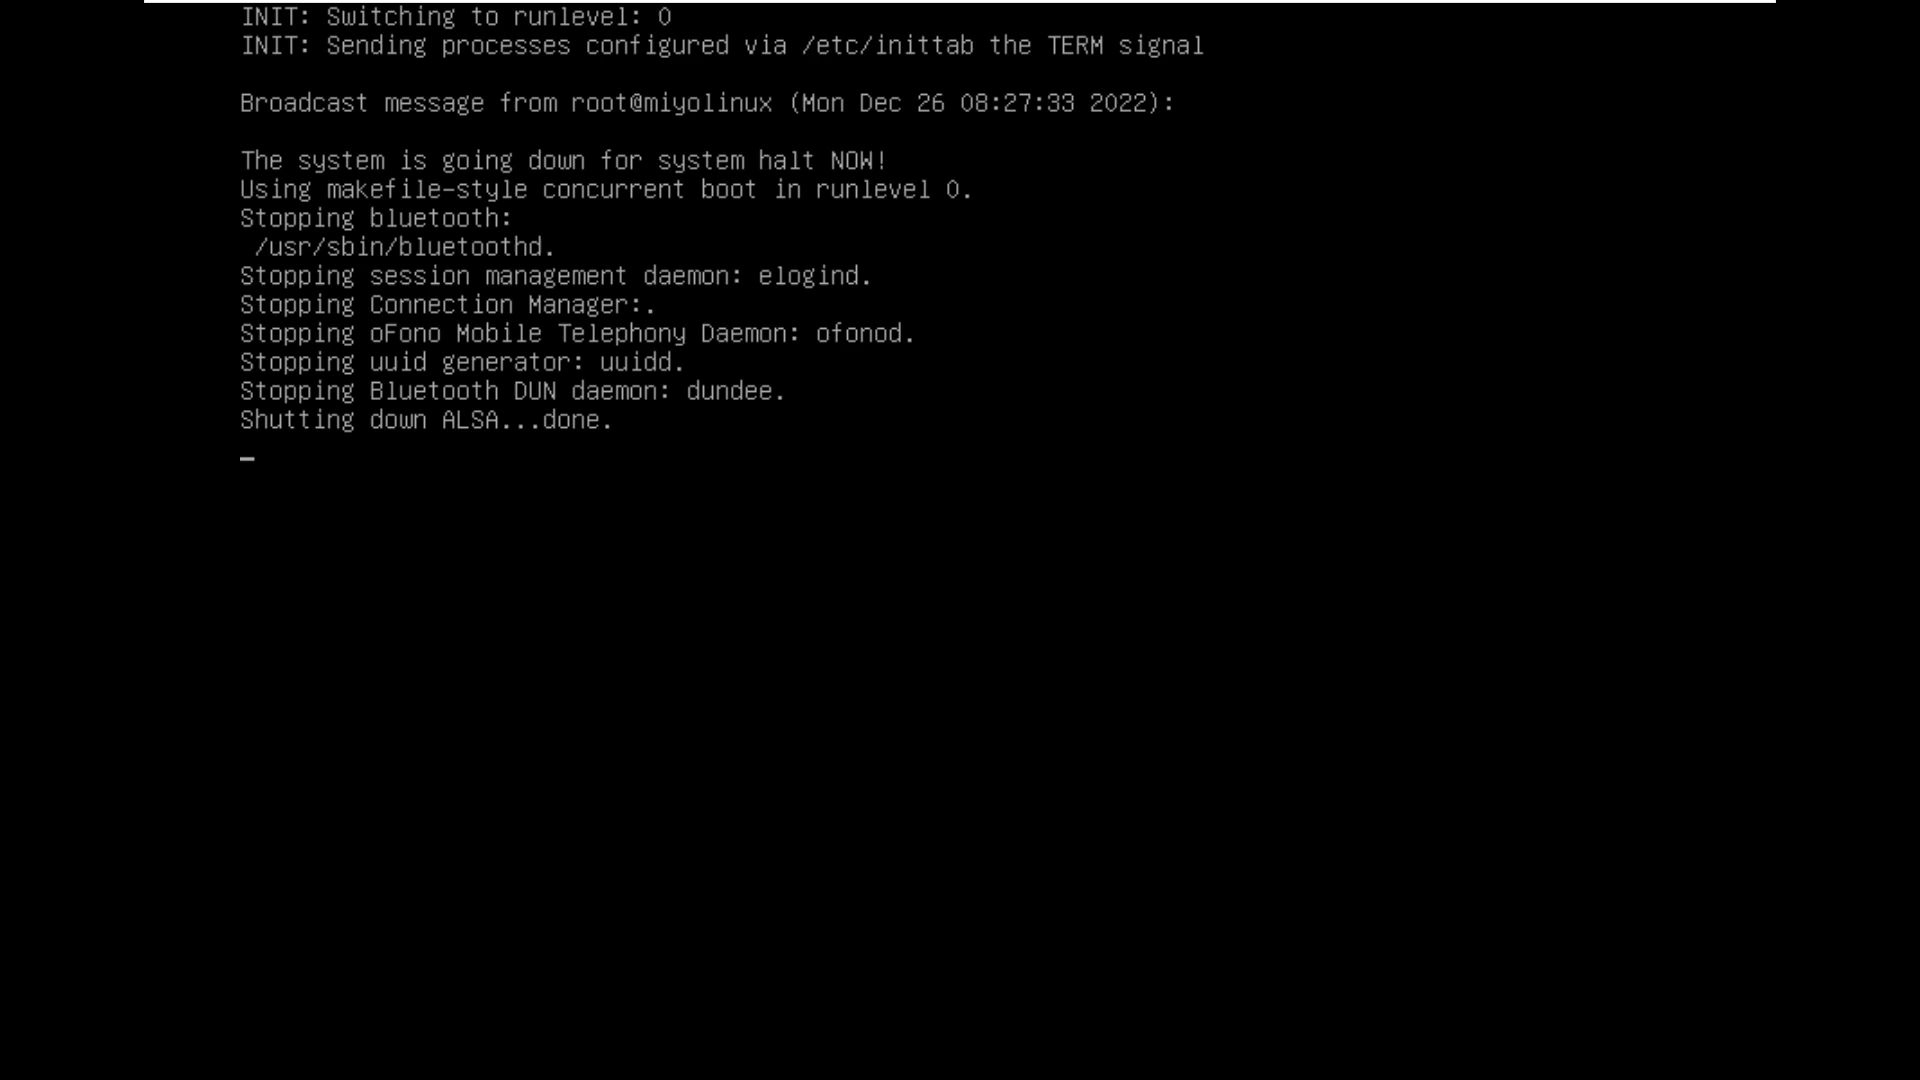 INIT: Switching to runlevel: 0
INIT: Sending processes configured via /etc/inittab the TERM signal
Broadcast message from root@miyolinux (Mon Dec 26 08:27:33 2022):
The system is going down for system halt NOW!
Using makefile-style concurrent boot in runlevel 0.
Stopping bluetooth:
/usr/sbin/bluetoothd.
Stopping session management daemon: elogind.
Stopping Connection Manager:.
Stopping oFono Mobile Telephony Daemon: ofonod.
Stopping uuid generator: uuidd.
Stopping Bluetooth DUN daemon: dundee.
Shutting down ALSA...done.
_